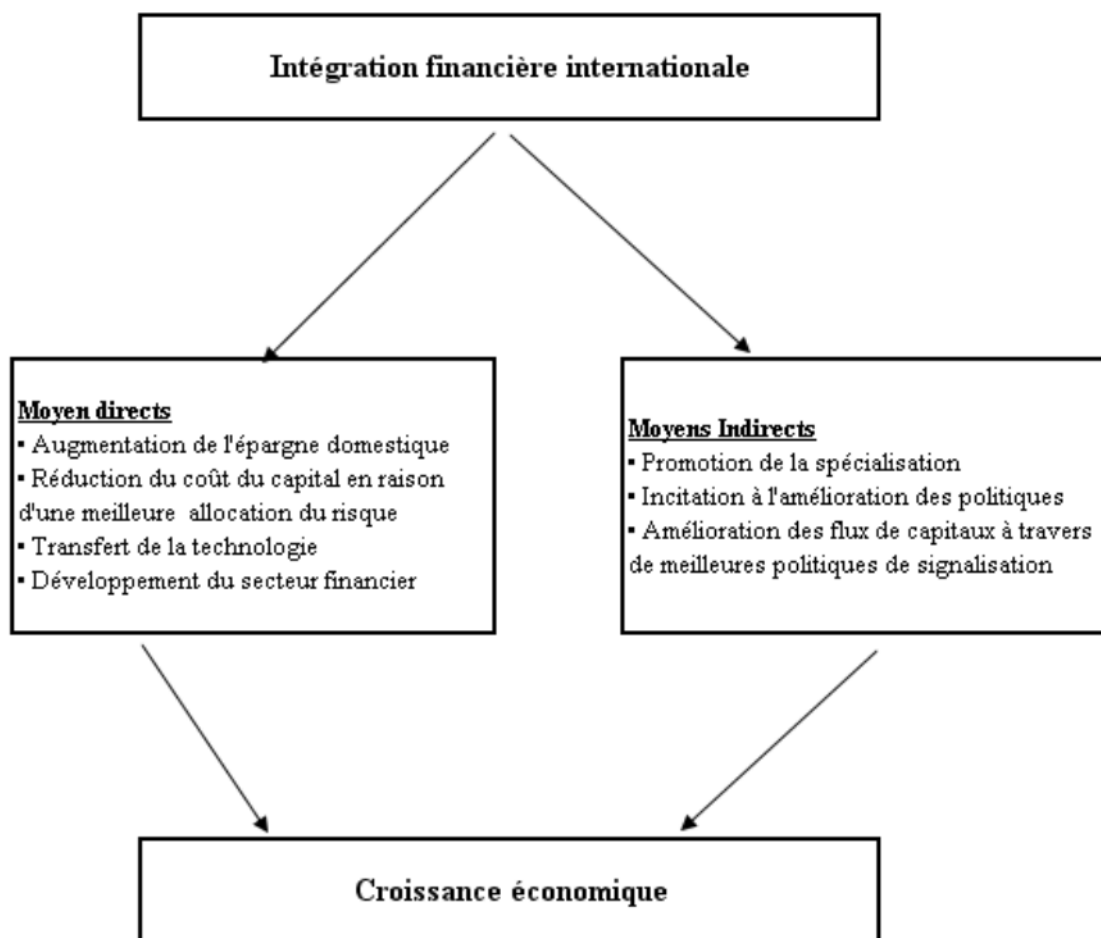 Intégration financière internationale
Moyen directs
▪ Augmentation de l'épargne domestique
▪ Réduction du coût du capital en raison
d'une meilleure allocation du risque
▪ Transfert de la technologie
▪ Développement du secteur financier
Moyens Indirects
▪ Promotion de la spécialisation
▪ Incitation à l'amélioration des politiques
▪ Amélioration des flux de capitaux à travers
de meilleures politiques de signalisation
Croissance économique